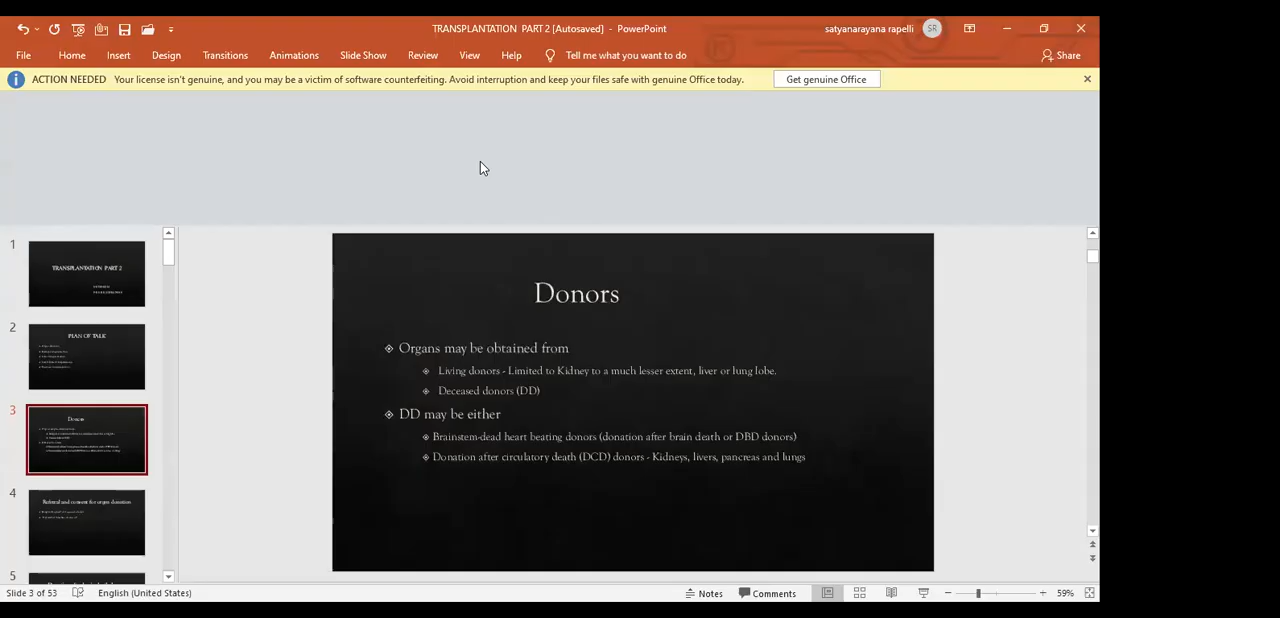 TRANSPLANTATION PART 2 [Autosaved] - PowerPoint
satyanarayana rapelli
SR
File Home Insert Design Transitions Animations Slide Show Review View Help Tell me what you want to do Share
ACTION NEEDED Your license isn't genuine, and you may be a victim of software counterfeiting. Avoid interruption and keep your files safe with genuine Office today. Get genuine Office
1
TRANSPLANTATION PART 2
2
PLAN OF TALK
3
Donors
4
Referral and consent for organ donation
5
Donors
Organs may be obtained from
Living donors - Limited to Kidney to a much lesser extent, liver or lung lobe.
Deceased donors (DD)
DD may be either
Brainstem-dead heart beating donors (donation after brain death or DBD donors)
Donation after circulatory death (DCD) donors - Kidneys, livers, pancreas and lungs
Slide 3 of 53 English (United States) Notes Comments 59%